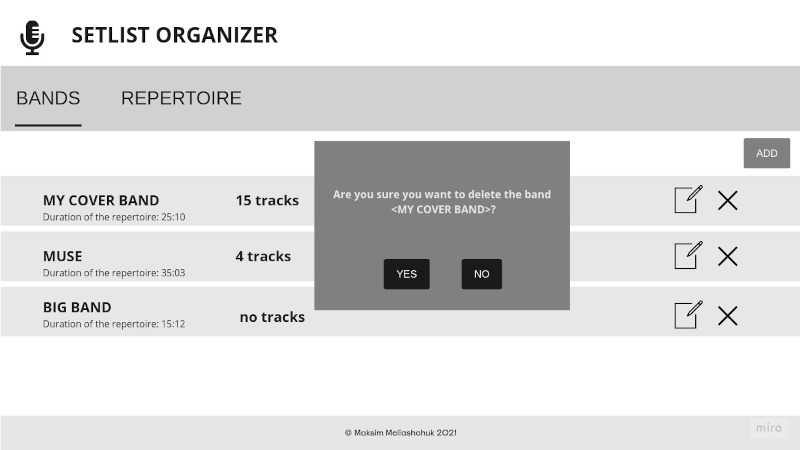 SETLIST ORGANIZER
BANDS REPERTOIRE
ADD
MY COVER BAND 15 tracks
Duration of the repertoire: 25:10
MUSE 4 tracks
Duration of the repertoire: 35:03
BIG BAND
no tracks
Duration of the repertoire: 15:12
Are you sure you want to delete the band
<MY COVER BAND>?
YES NO
© Maksim Meliashchuk 2021
miro